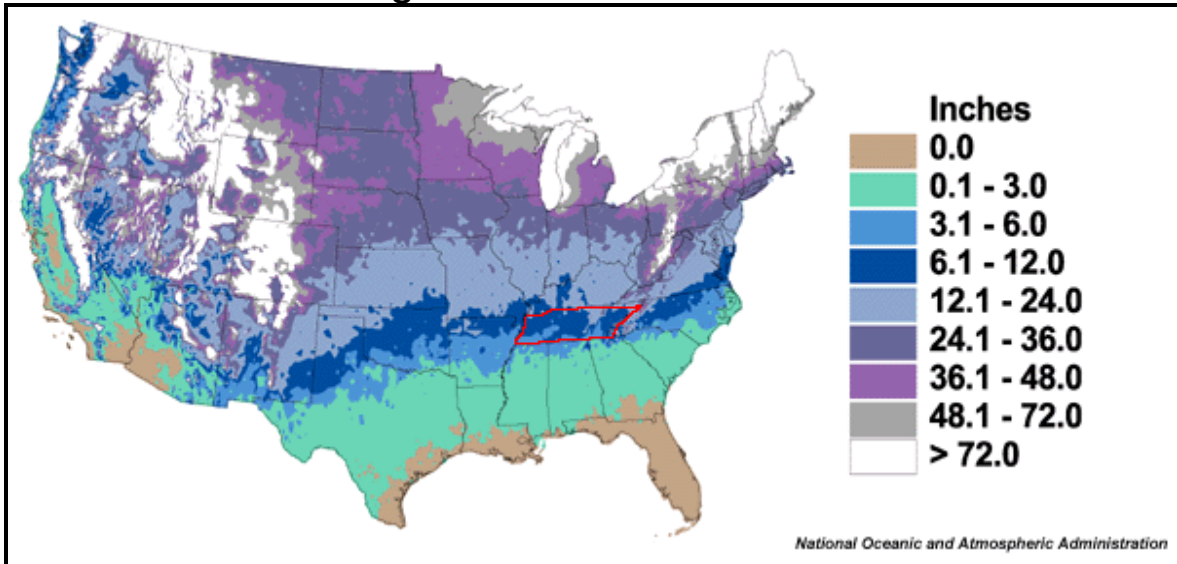 Inches
0.0
0.1 - 3.0
3.1 - 6.0
6.1 - 12.0
12.1 - 24.0
24.1 - 36.0
36.1 - 48.0
48.1 - 72.0
> 72.0
National Oceanic and Atmospheric Administration